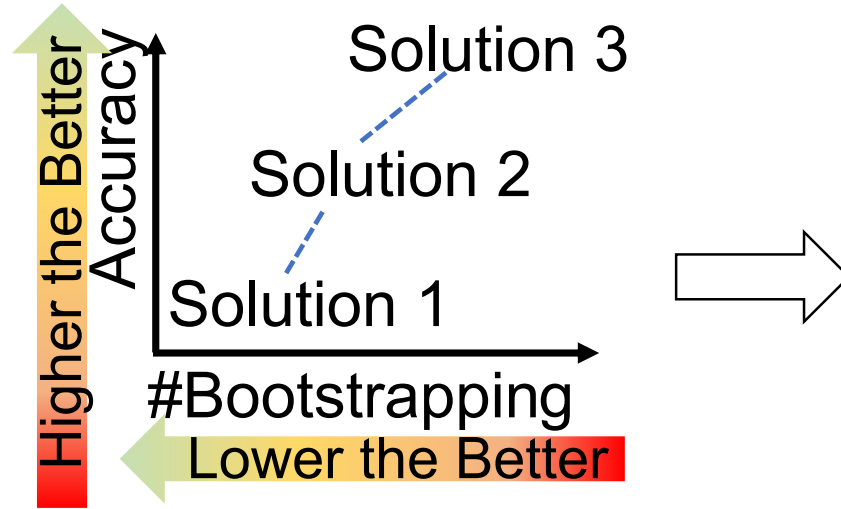 Higher the Better
Accuracy
Solution 3
Solution 2
Solution 1
#Bootstrapping
Lower the Better